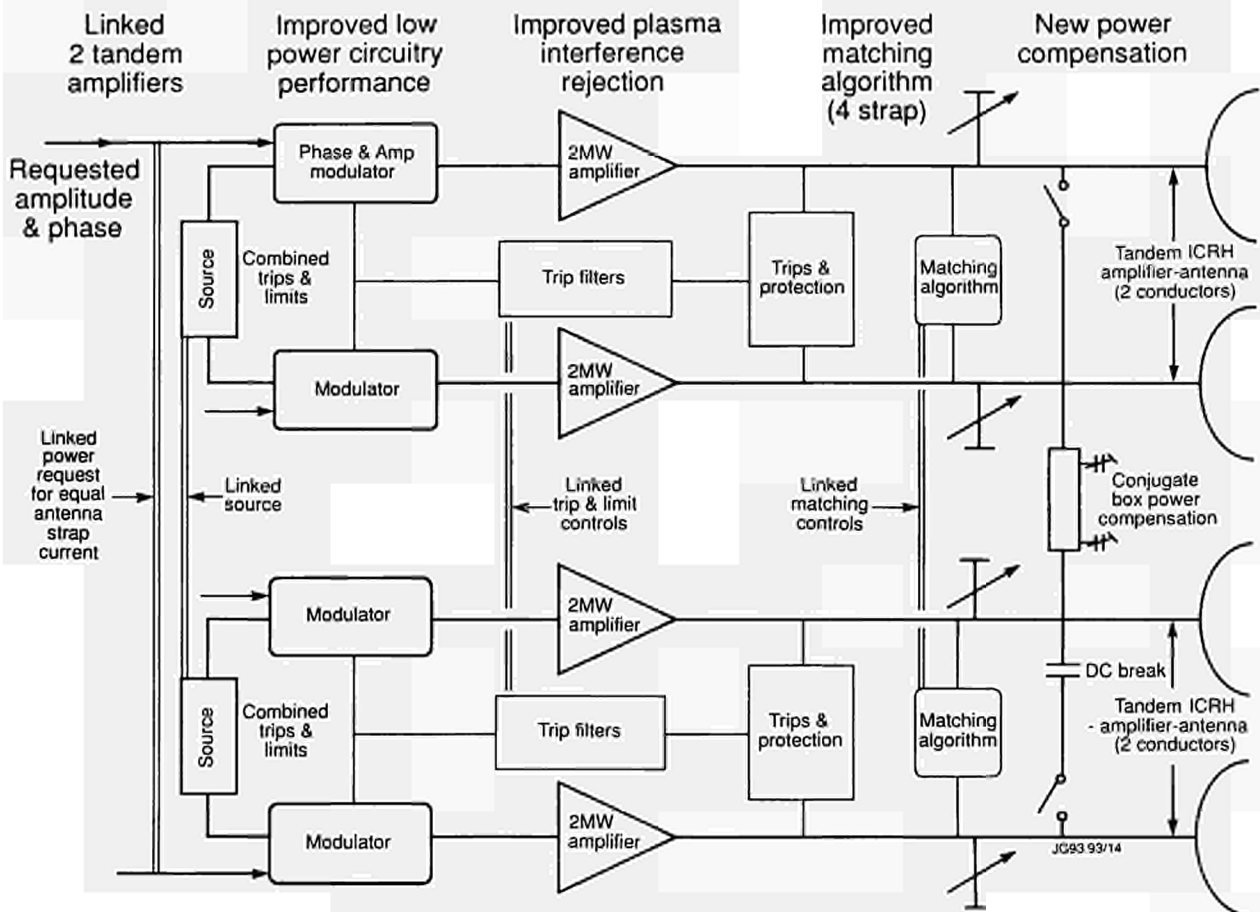 Linked
2 tandem
amplifiers
Improved low
power circuitry
performance
Improved plasma
interference
rejection
Improved
matching
algorithm
(4 strap)
New power
compensation
Requested
amplitude
& phase
Phase & Amp
modulator
2MW
amplifier
Source
Combined
trips &
limits
Trip filters
Trips &
protection
Matching
algorithm
Tandem ICRH
amplifier-antenna
(2 conductors)
Modulator
2MW
amplifier
Linked
power
request
for equal
antenna
strap
current
Linked
source
Linked
trip & limit
controls
Linked
matching
controls
Conjugate
box power
compensation
Modulator
2MW
amplifier
DC break
Source
Combined
trips &
limits
Trip filters
Trips &
protection
Matching
algorithm
Tandem ICRH
- amplifier-antenna
(2 conductors)
Modulator
2MW
amplifier
JG93.93/14